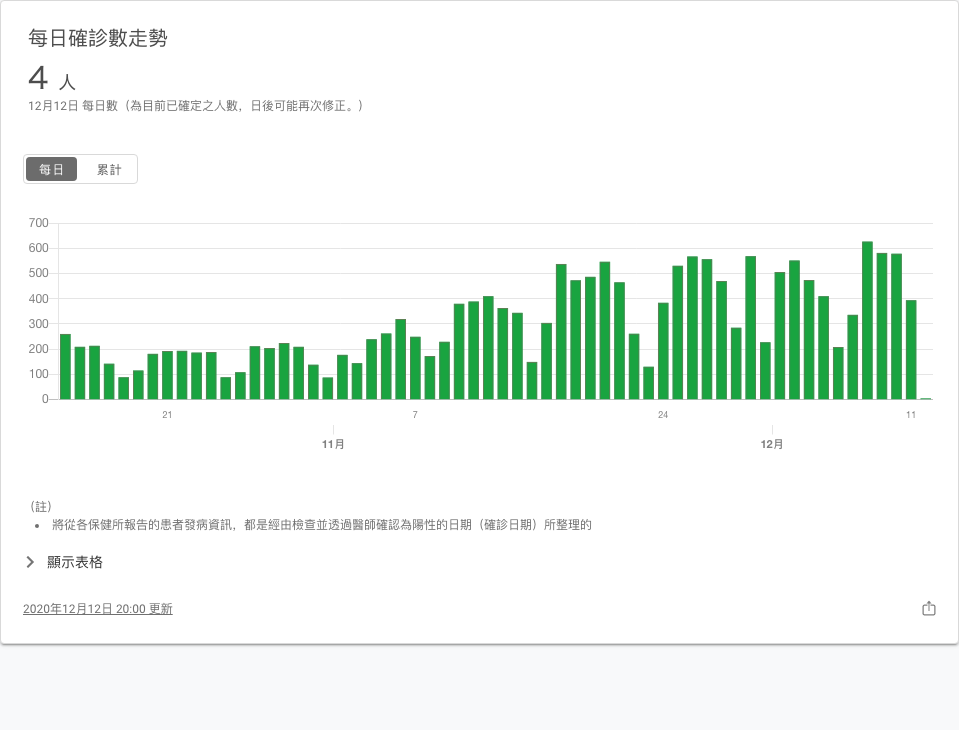 每日確診數走勢
4 人
12月12日 每日數（為目前已確定之人數，日後可能再次修正。）
每日 累計
700
600
500
400
300
200
100
0
21 7 24 11
11月 12月
（註）
• 將從各保健所報告的患者發病資訊，都是經由檢查並透過醫師確認為陽性的日期（確診日期）所整理的
顯示表格
2020年12月12日 20:00 更新